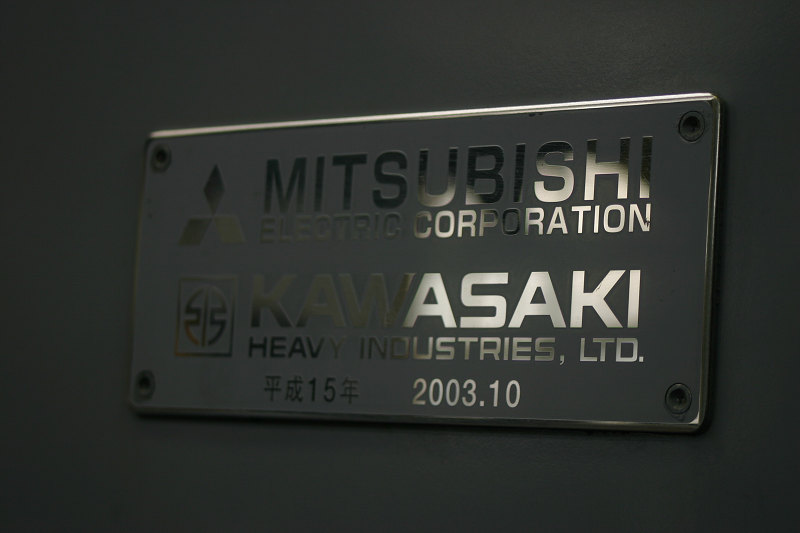 MITSUBISHI
ELECTRIC CORPORATION
KAWASAKI
HEAVY INDUSTRIES, LTD.
平成15年 2003.10